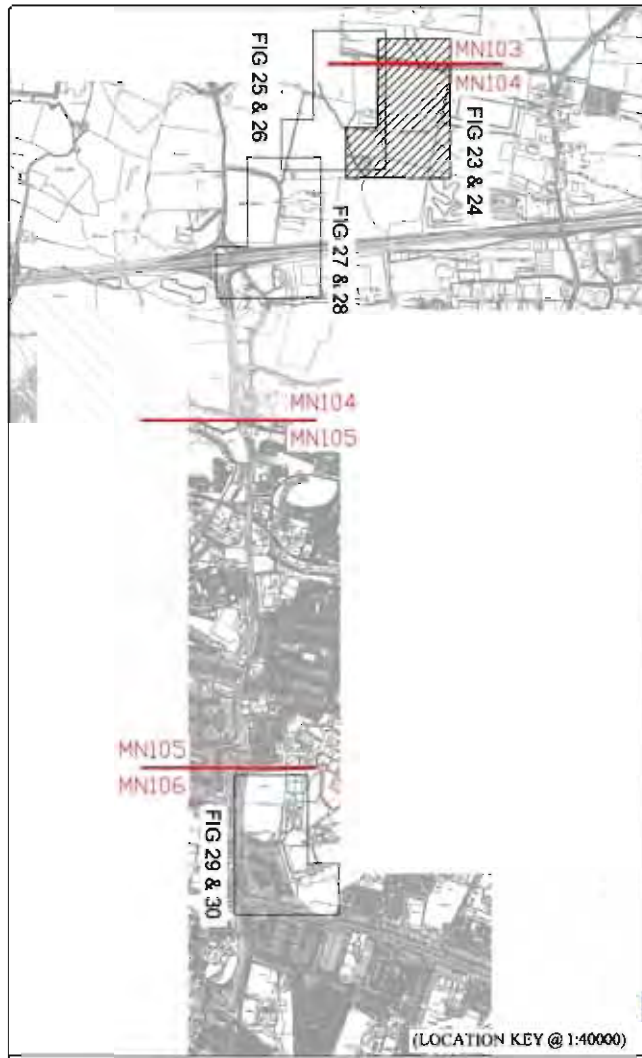 MN103
MN104
FIG 25 & 26
FIG 23 & 24
FIG 27 & 28
MN104
MN105
MN105
MN106
FIG 29 & 30
(LOCATION KEY @ 1:40000)